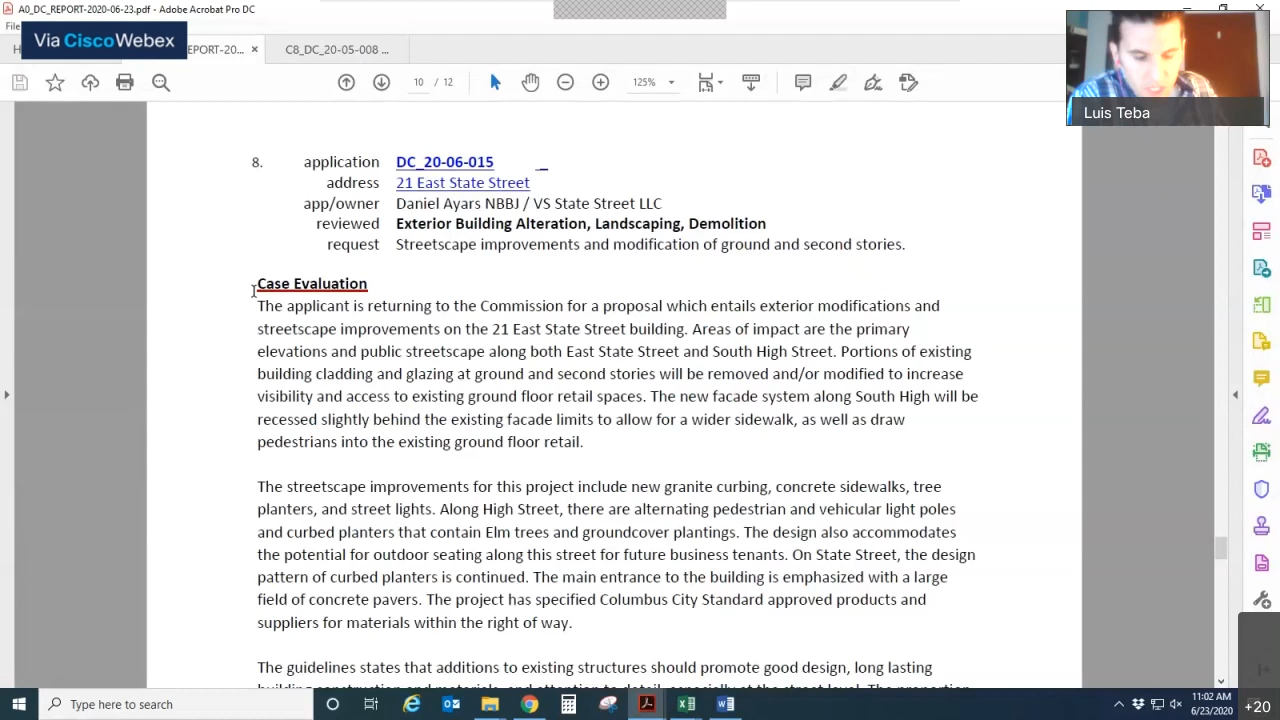 A0_DC_REPORT-2020-06-23.pdf - Adobe Acrobat Pro DC
Via Cisco Webex
EPORT-20... ×
C8_DC_20-05-008 ...
10 / 12
125%
Luis Teba
8. application DC_20-06-015
address 21 East State Street
app/owner Daniel Ayars NBBJ / VS State Street LLC
reviewed Exterior Building Alteration, Landscaping, Demolition
request Streetscape improvements and modification of ground and second stories.
Case Evaluation
The applicant is returning to the Commission for a proposal which entails exterior modifications and
streetscape improvements on the 21 East State Street building. Areas of impact are the primary
elevations and public streetscape along both East State Street and South High Street. Portions of existing
building cladding and glazing at ground and second stories will be removed and/or modified to increase
visibility and access to existing ground floor retail spaces. The new facade system along South High will be
recessed slightly behind the existing facade limits to allow for a wider sidewalk, as well as draw
pedestrians into the existing ground floor retail.
The streetscape improvements for this project include new granite curbing, concrete sidewalks, tree
planters, and street lights. Along High Street, there are alternating pedestrian and vehicular light poles
and curbed planters that contain Elm trees and groundcover plantings. The design also accommodates
the potential for outdoor seating along this street for future business tenants. On State Street, the design
pattern of curbed planters is continued. The main entrance to the building is emphasized with a large
field of concrete pavers. The project has specified Columbus City Standard approved products and
suppliers for materials within the right of way.
The guidelines states that additions to existing structures should promote good design, long lasting
Type here to search
11:02 AM
6/23/2020
+20